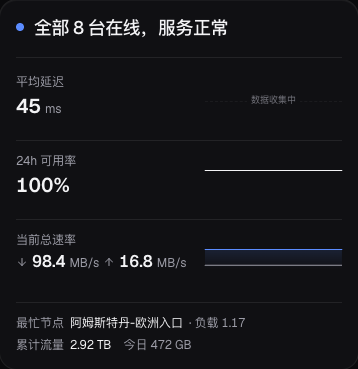 全部 8 台在线，服务正常
平均延迟
45 ms
数据收集中
24h 可用率
100%
当前总速率
↓ 98.4 MB/s ↑ 16.8 MB/s
最忙节点 阿姆斯特丹-欧洲入口 · 负载 1.17
累计流量 2.92 TB 今日 472 GB